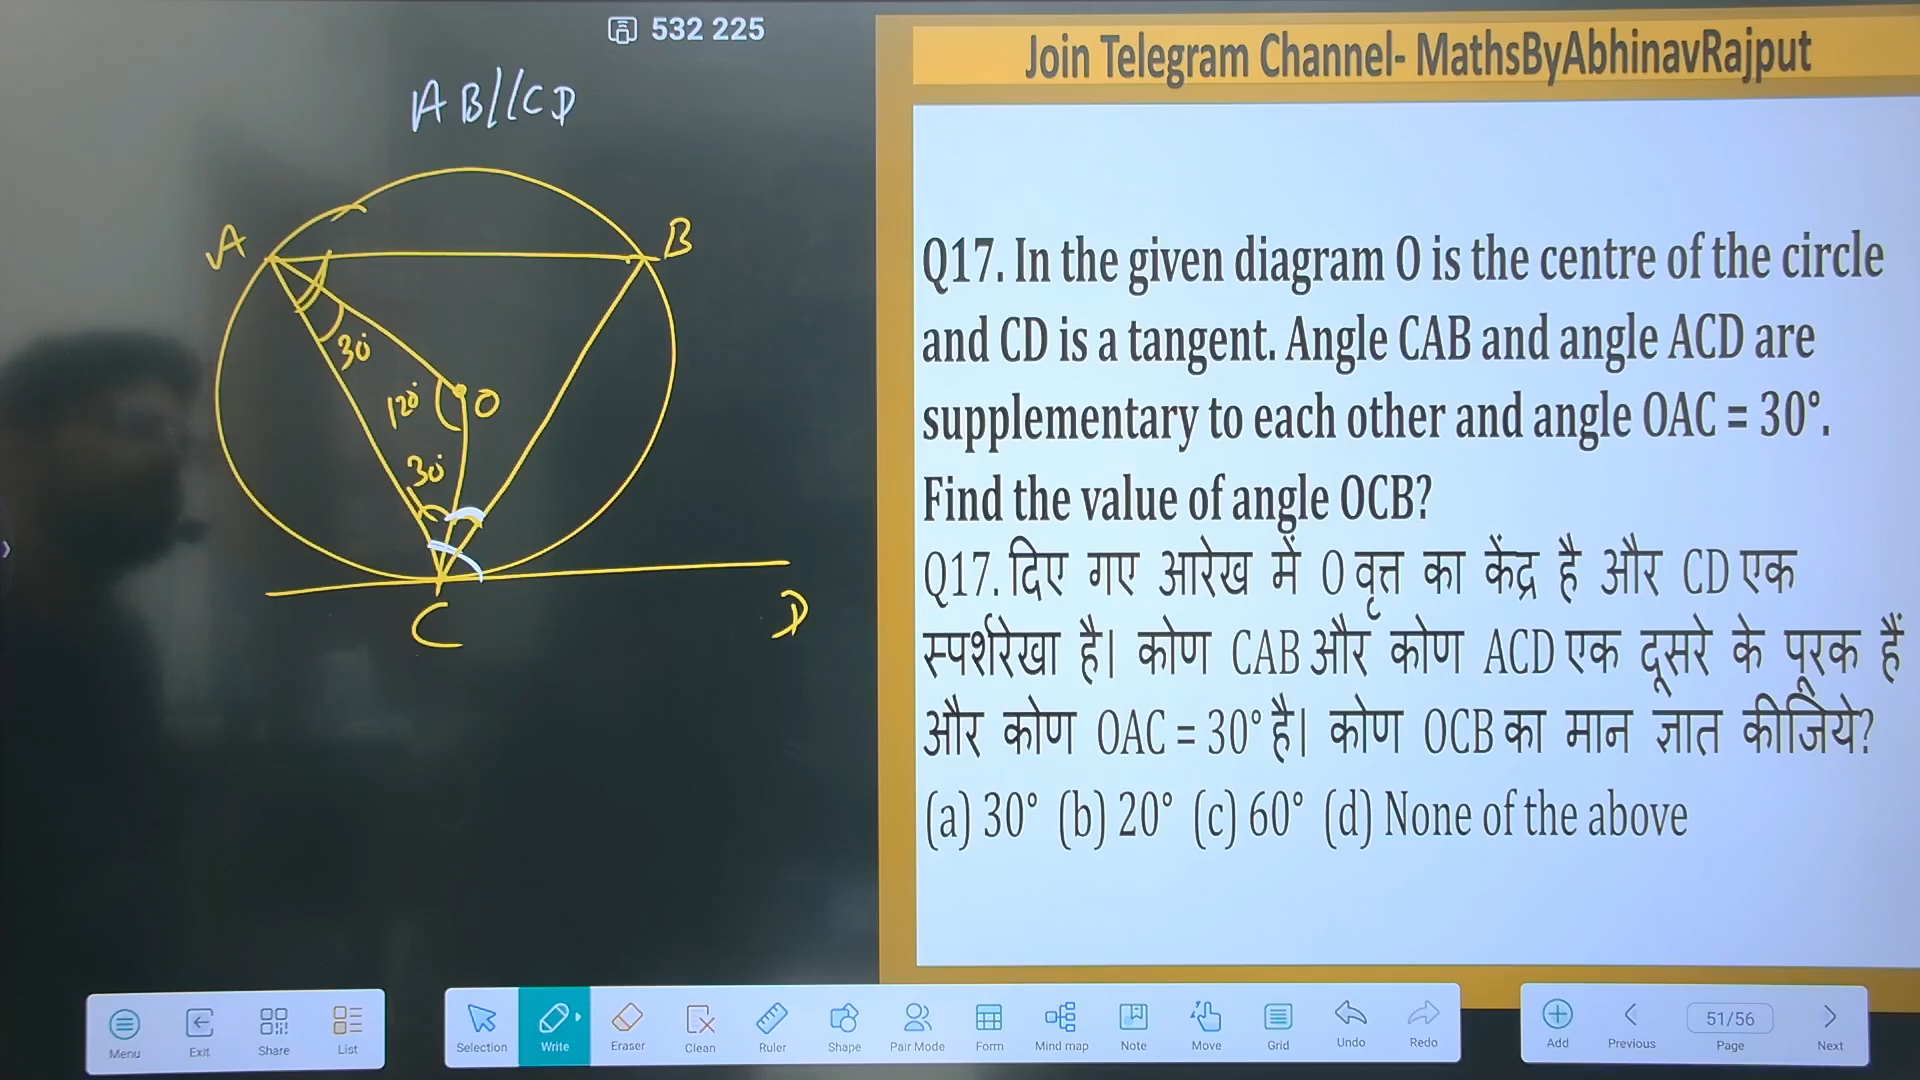 532 225
Join Telegram Channel- MathsByAbhinavRajput
AB//CD
A
B
30°
120°
O
30°
C
D
Q17. In the given diagram O is the centre of the circle
and CD is a tangent. Angle CAB and angle ACD are
supplementary to each other and angle OAC = 30°.
Find the value of angle OCB?
Q17. दिए गए आरेख में O वृत्त का केंद्र है और CD एक
स्पर्शरेखा है। कोण CAB और कोण ACD एक दूसरे के पूरक हैं
और कोण OAC = 30° है। कोण OCB का मान ज्ञात कीजिये?
(a) 30° (b) 20° (c) 60° (d) None of the above
Menu Exit Share List
Selection Write Eraser Clean Ruler Shape Pair Mode Form Mind map Note Move Grid Undo Redo
51/56
Add Previous Page Next